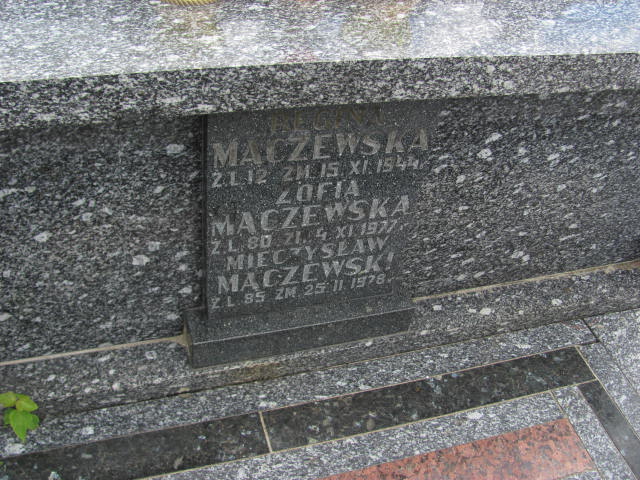 MACZEWSKA
Ż.L.12 ZM.15.XI.1944.
ZOFIA
MACZEWSKA
Ż.L.80 ZM.4.XI.1977.
MIECZYSŁAW
MACZEWSKI
Ż.L.85 ZM 25.II.1978.